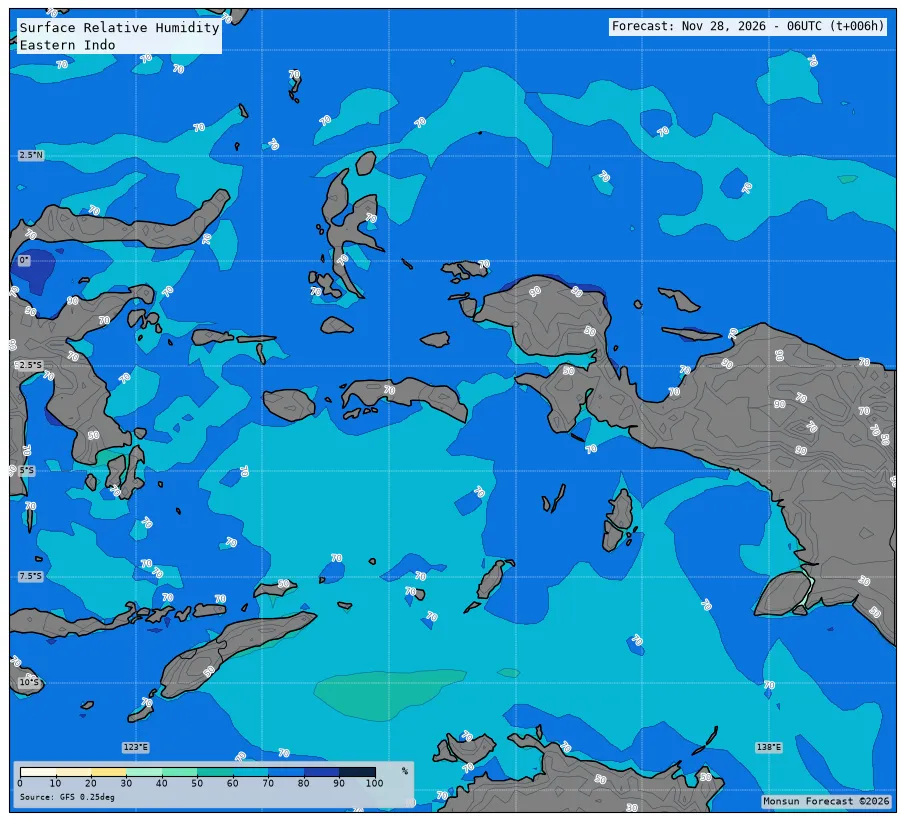 Surface Relative Humidity
Eastern Indo
Forecast: Nov 28, 2026 - 06UTC (t+006h)
2.5°N
0°
2.5°S
5°S
7.5°S
10°S
123°E
138°E
%
0 10 20 30 40 50 60 70 80 90 100
Source: GFS 0.25deg
Monsun Forecast ©2026